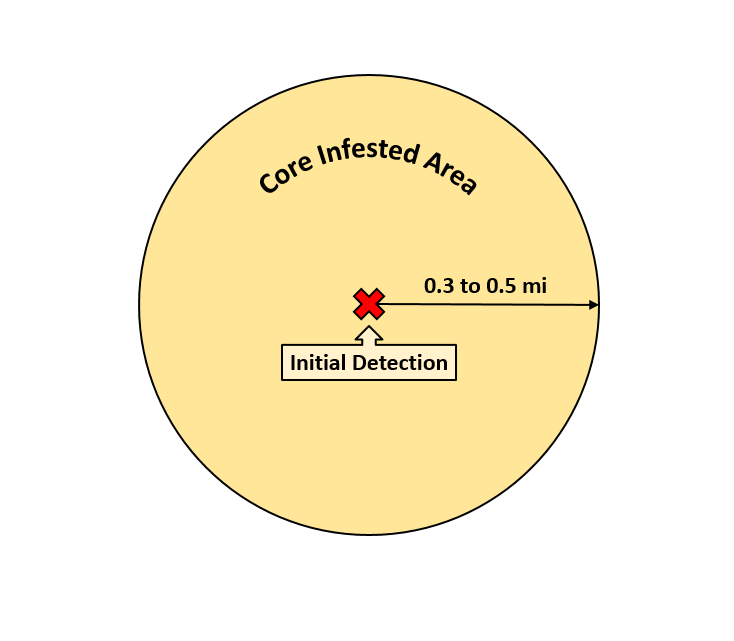 Core Infested Area
0.3 to 0.5 mi
Initial Detection